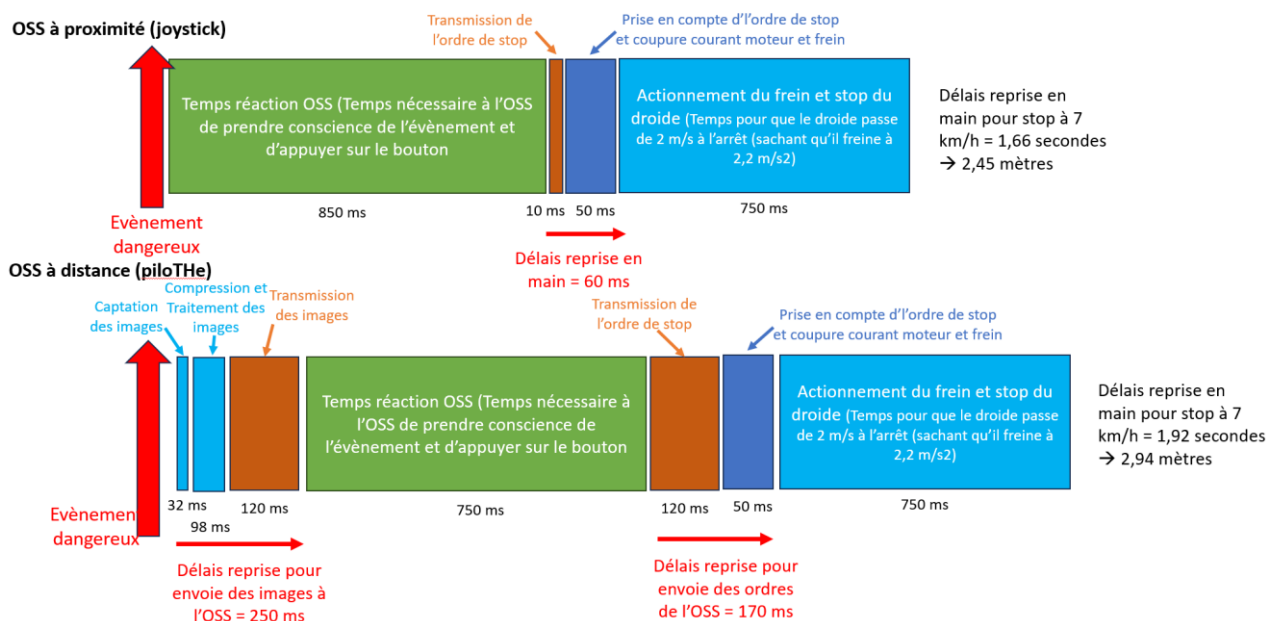 OSS à proximité (joystick)
Transmission de
l'ordre de stop
Prise en compte d'l'ordre de stop
et coupure courant moteur et frein
Temps réaction OSS (Temps nécessaire à l'OSS
de prendre conscience de l'évènement et
d'appuyer sur le bouton
Actionnement du frein et stop du
droide (Temps pour que le droide passe
de 2 m/s à l'arrêt (sachant qu'il freine à
2,2 m/s2)
Délais reprise en
main pour stop à 7
km/h = 1,66 secondes
→ 2,45 mètres
850 ms
10 ms
50 ms
750 ms
Evènement
dangereux
Délais reprise en
main = 60 ms
OSS à distance (piloTHe)
Captation
des images
Compression et
Traitement des
images
Transmission
des images
Transmission de
l'ordre de stop
Prise en compte d'l'ordre de stop
et coupure courant moteur et frein
Temps réaction OSS (Temps nécessaire à
l'OSS de prendre conscience de
l'évènement et d'appuyer sur le bouton
Actionnement du frein et stop du
droide (Temps pour que le droide passe
de 2 m/s à l'arrêt (sachant qu'il freine à
2,2 m/s2)
Délais reprise en
main pour stop à 7
km/h = 1,92 secondes
→ 2,94 mètres
32 ms
98 ms
120 ms
750 ms
120 ms
50 ms
750 ms
Evènemen
dangereux
Délais reprise pour
envoie des images à
l'OSS = 250 ms
Délais reprise pour
envoie des ordres
de l'OSS = 170 ms